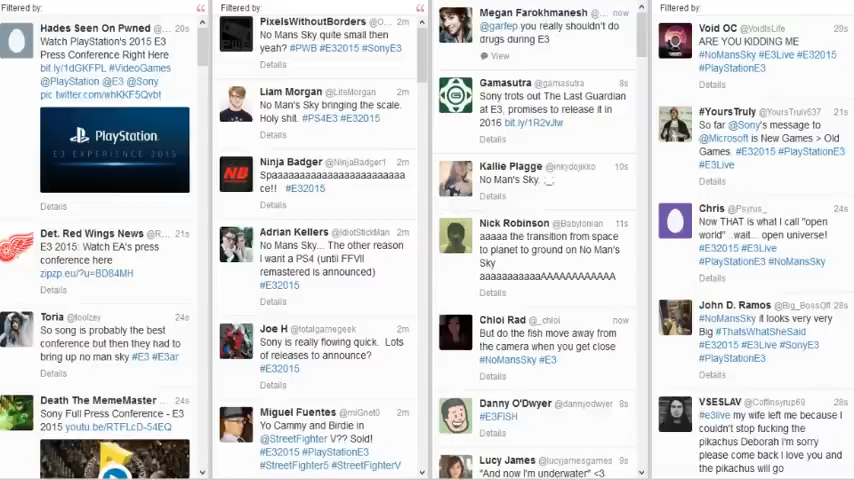 Filtered by:
Hades Seen On Pwned @_ 20s
Watch PlayStation's 2015 E3
Press Conference Right Here
bit.ly/1dGKFPL #VideoGames
@PlayStation @E3 @Sony
pic.twitter.com/whKKF5Qvbt
PlayStation.
E3 EXPERIENCE 2015
Details
Det. Red Wings News @R... 21s
E3 2015: Watch EA's press
conference here
zipzp.eu/?u=BD84MH
Details
Toria @toolzey 24s
So song is probably the best
conference but then they had to
bring up no man sky #E3 #E3ar
Details
Death The MemeMaster ... 24s
Sony Full Press Conference - E3
2015 youtu.be/RTFLcD-54EQ
Filtered by:
PixelsWithoutBorders @O... 2m
No Mans Sky quite small then
yeah? #PWB #E32015 #SonyE3
Details
Liam Morgan @LiteMorgan 2m
No Man's Sky bringing the scale.
Holy shit. #PS4E3 #E32015
Details
NB
Ninja Badger @NinjaBadger1 2m
Spaaaaaaaaaaaaaaaaaaaaaaa
ce!! #E32015
Details
Adrian Kellers @IdiotStickMan 2m
No Mans Sky... The other reason
I want a PS4 (until FFVII
remastered is announced)
#E32015
Details
Joe H @totalgamegeek 2m
Sony is really flowing quick. Lots
of releases to announce?
#E32015
Details
Miguel Fuentes @miGnet0 2m
Yo Cammy and Birdie in
@StreetFighter V?? Sold!
#E32015 #PlayStationE3
#StreetFighter5 #StreetFighterV
Filtered by:
Megan Farokhmanesh @... now
@garfep you really shouldn't do
drugs during E3
View
Gamasutra @gamasutra 8s
Sony trots out The Last Guardian
at E3, promises to release it in
2016 bit.ly/1R2vJlw
Details
Kallie Plagge @inkydojikko 10s
No Man's Sky. ;_;
Details
Nick Robinson @Babylonian 11s
aaaaa the transition from space
to planet to ground on No Man's
Sky
aaaaaaaaaaaAAAAAAAAAAAA
Details
Chloi Rad @_chloi now
But do the fish move away from
the camera when you get close
#NoMansSky #E3
Details
Danny O'Dwyer @dannyodwyer 8s
#E3FISH
Details
Lucy James @lucyjamesgames 9s
"And now I'm underwater" <3
Filtered by:
Void OC @VoidIsLife 20s
ARE YOU KIDDING ME
#NoMansSky #E3Live #E32015
#PlayStationE3
Details
#YoursTruly @YoursTruly637 21s
So far @Sony's message to
@Microsoft is New Games > Old
Games. #E32015 #PlayStationE3
#E3Live
Details
Chris @Psyrus_ 24s
Now THAT is what I call "open
world" ..wait... open universe!
#E32015 #E3Live
#PlayStationE3 #NoMansSky
Details
John D. Ramos @Big_BossOff 28s
#NoMansSky it looks very very
Big #ThatsWhatSheSaid
#E32015 #E3Live #SonyE3
#PlayStationE3
Details
VSESLAV @Coffinsyrup69 28s
#e3live my wife left me because I
couldn't stop fucking the
pikachus Deborah I'm sorry
please come back I love you and
the pikachus will go